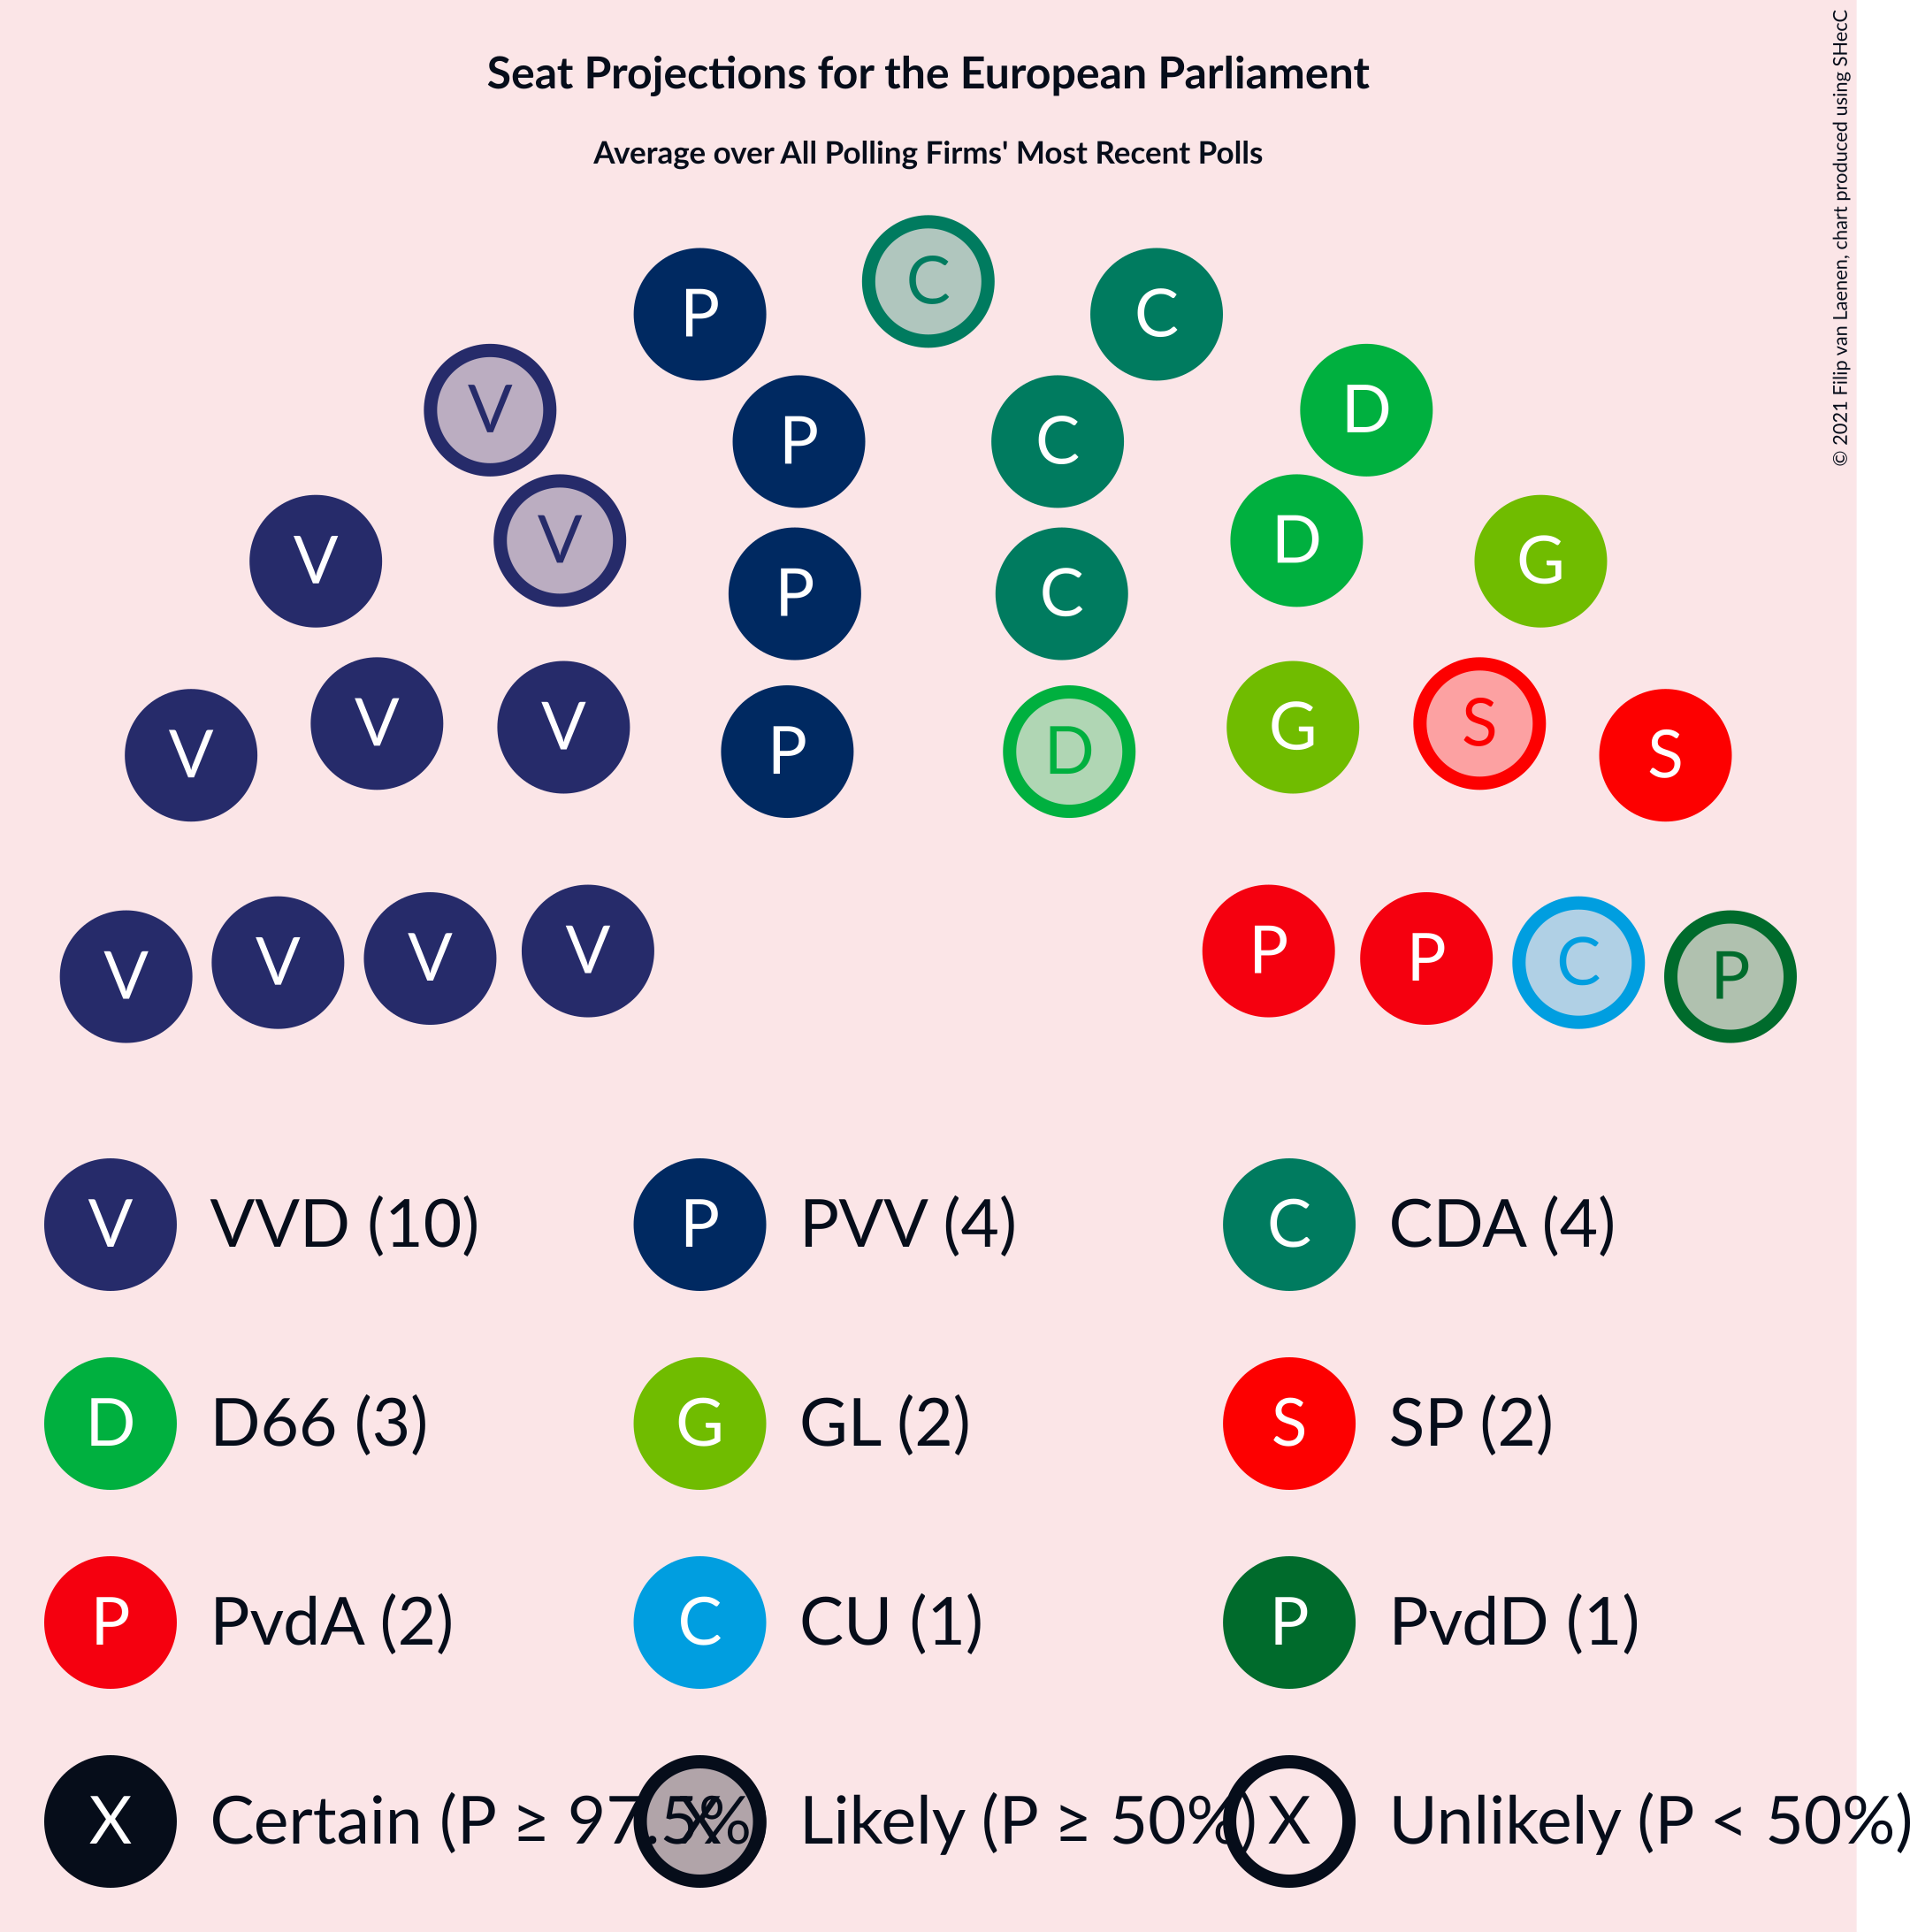 Seat Projections for the European Parliament
Average over All Polling Firms' Most Recent Polls
© 2021 Filip van Laenen, chart produced using SHecC
C
P C
V D
P C
V D
V G
P C
V V G S
V P D S
V V V V P P C P
V VVD (10) P PVV (4) C CDA (4)
D D66 (3) G GL (2) S SP (2)
P PvdA (2) C CU (1) P PvdD (1)
X Certain (P ≥ 97.5% X Likely (P ≥ 50%) X Unlikely (P < 50%)